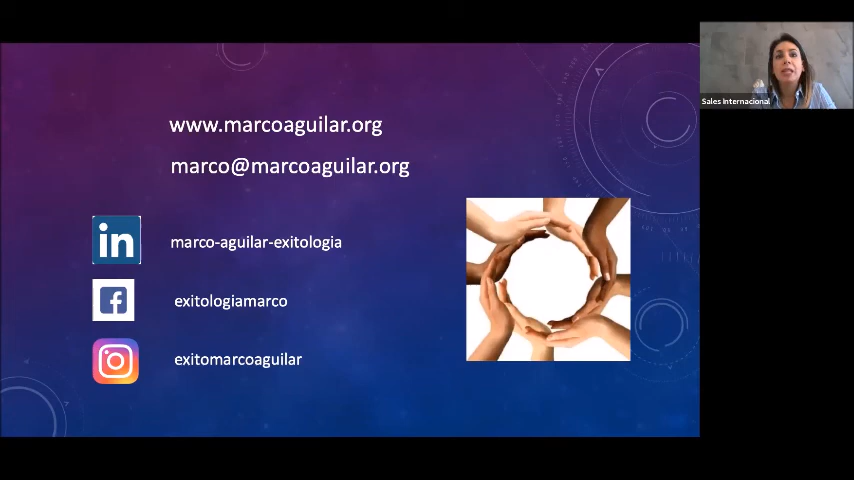 www.marcoaguilar.org
marco@marcoaguilar.org
in
marco-aguilar-exitologia
f
exitologiamarco
exitomarcoaguilar
Sales Internacional